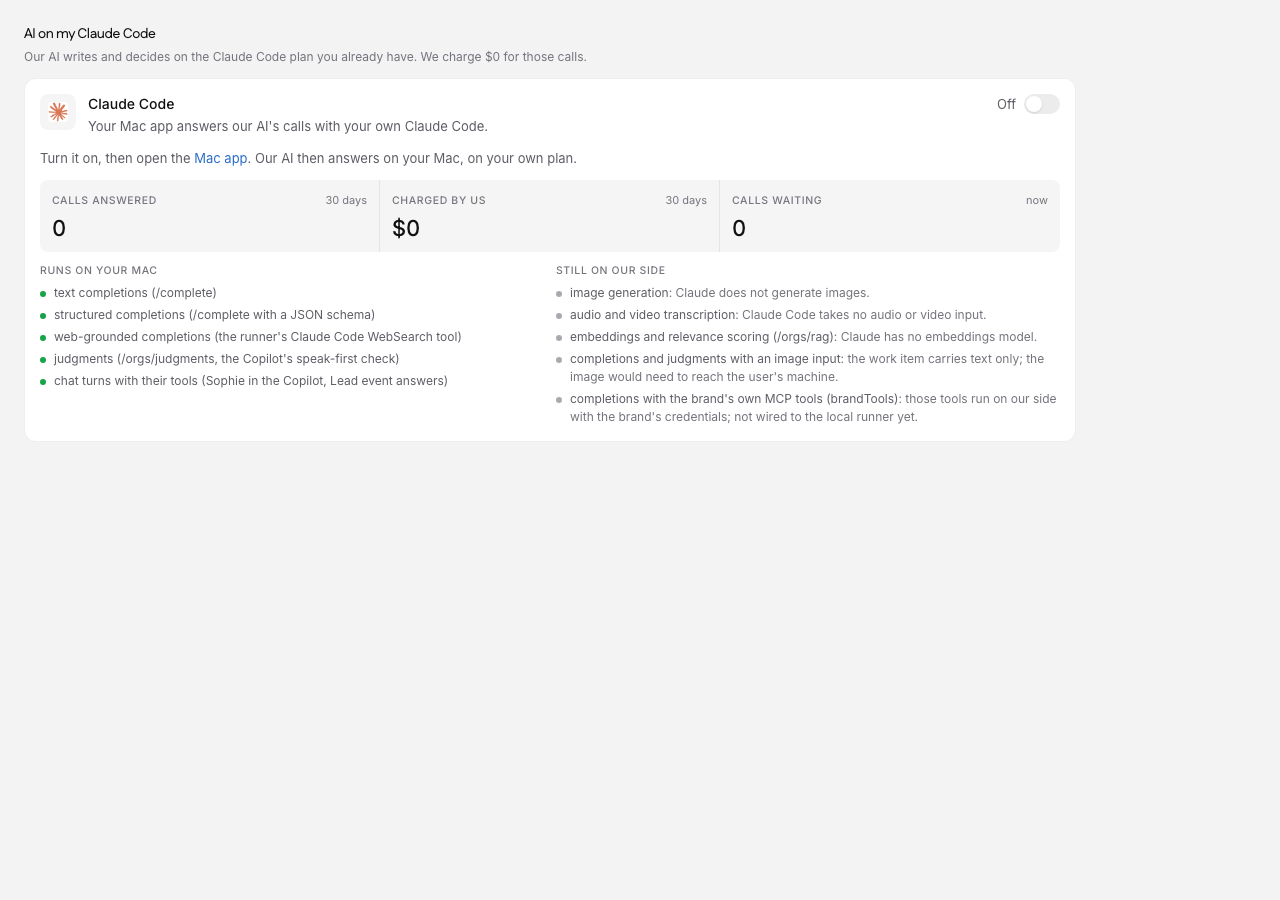 AI on my Claude Code
Our AI writes and decides on the Claude Code plan you already have. We charge $0 for those calls.
Claude Code
Off
Your Mac app answers our AI's calls with your own Claude Code.
Turn it on, then open the Mac app. Our AI then answers on your Mac, on your own plan.
CALLS ANSWERED
30 days
0
CHARGED BY US
30 days
$0
CALLS WAITING
now
0
RUNS ON YOUR MAC
text completions (/complete)
structured completions (/complete with a JSON schema)
web-grounded completions (the runner's Claude Code WebSearch tool)
judgments (/orgs/judgments, the Copilot's speak-first check)
chat turns with their tools (Sophie in the Copilot, Lead event answers)
STILL ON OUR SIDE
image generation: Claude does not generate images.
audio and video transcription: Claude Code takes no audio or video input.
embeddings and relevance scoring (/orgs/rag): Claude has no embeddings model.
completions and judgments with an image input: the work item carries text only; the
image would need to reach the user's machine.
completions with the brand's own MCP tools (brandTools): those tools run on our side
with the brand's credentials; not wired to the local runner yet.